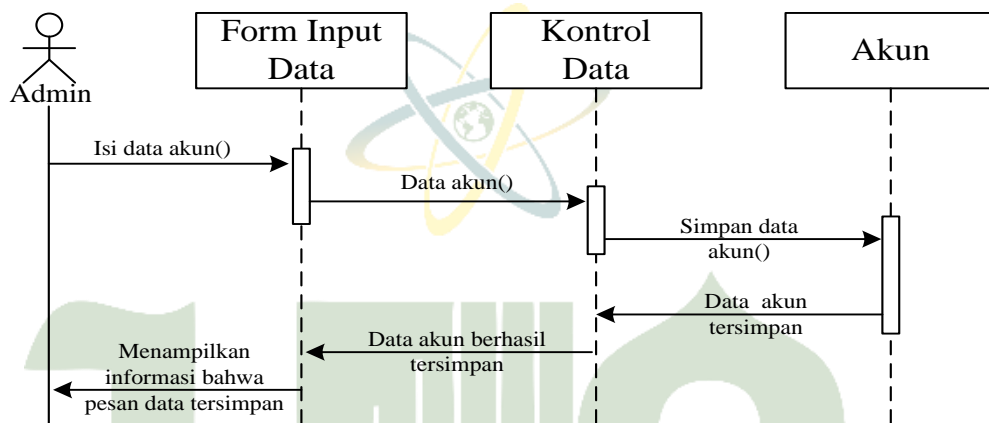 Form Input
Data
Kontrol
Data
Akun
Admin
Isi data akun()
Data akun()
Simpan data
akun()
Data akun
tersimpan
Data akun berhasil
tersimpan
Menampilkan
informasi bahwa
pesan data tersimpan